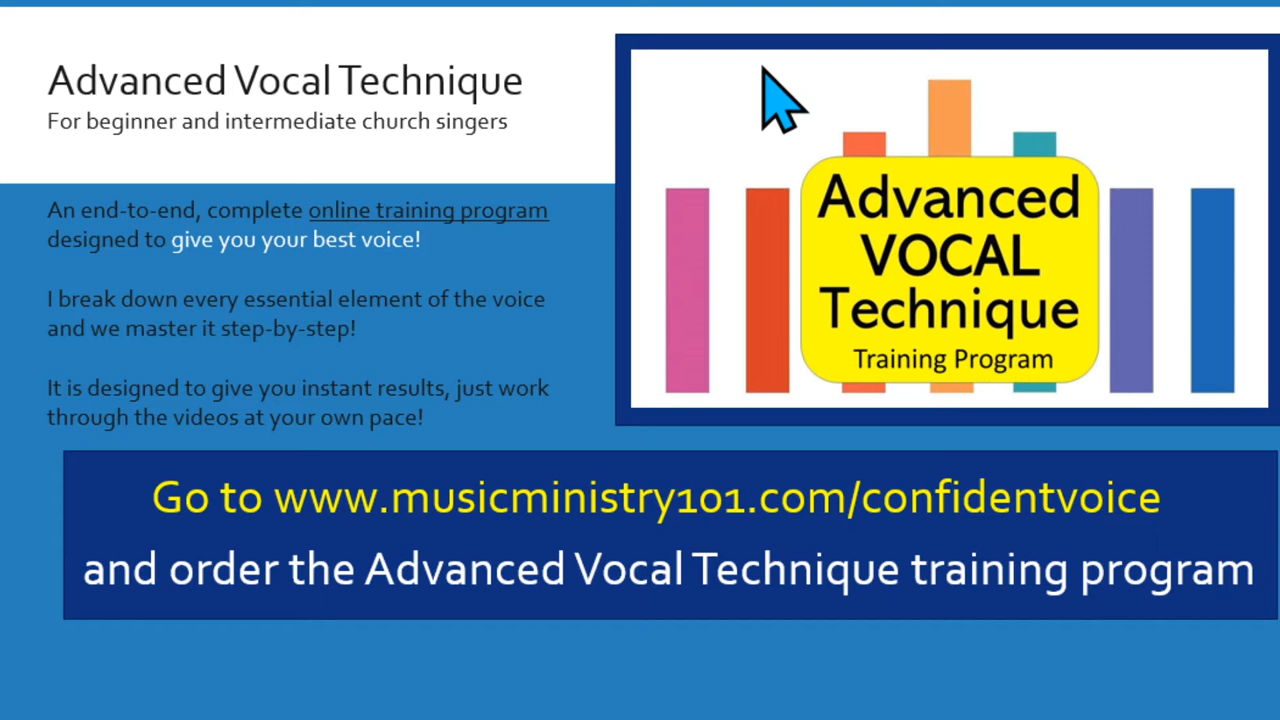 Advanced Vocal Technique
For beginner and intermediate church singers
An end-to-end, complete online training program
designed to give you your best voice!
I break down every essential element of the voice
and we master it step-by-step!
It is designed to give you instant results, just work
through the videos at your own pace!
Advanced
VOCAL
Technique
Training Program
Go to www.musicministry101.com/confidentvoice
and order the Advanced Vocal Technique training program